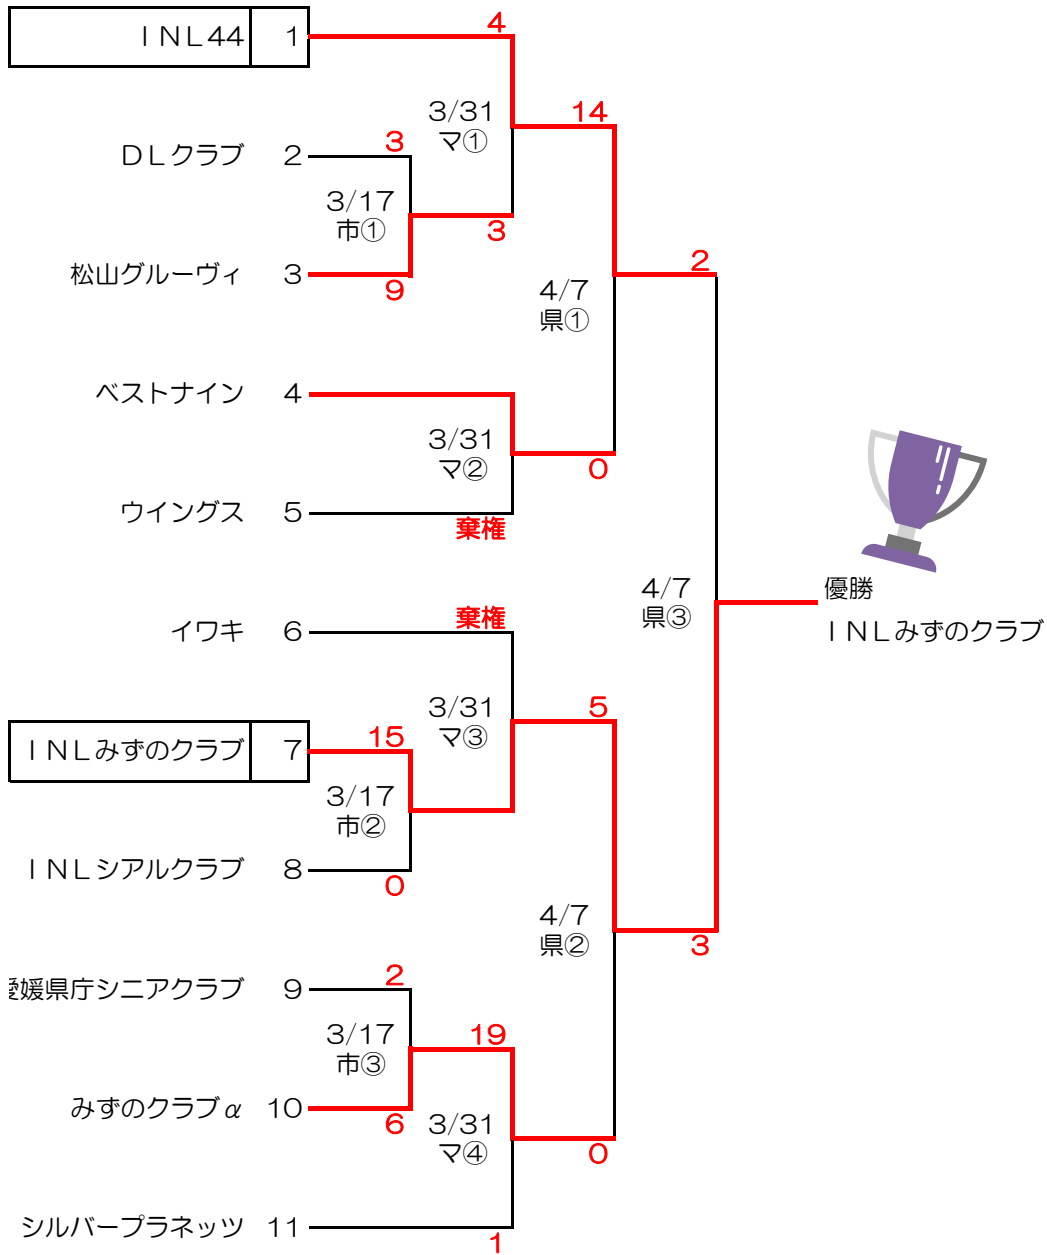 ＩＮＬ44 1
4
3/31
マ①
14
ＤＬクラブ 2
3
3/17
市①
3
松山グルーヴィ 3
9
2
4/7
県①
ベストナイン 4
3/31
マ②
0
ウイングス 5
棄権
4/7
県③
優勝
ＩＮＬみずのクラブ
イワキ 6
棄権
3/31
マ③
5
ＩＮＬみずのクラブ 7
15
3/17
市②
ＩＮＬシアルクラブ 8
0
4/7
県②
3
愛媛県庁シニアクラブ 9
2
3/17
市③
19
みずのクラブα 10
6
3/31
マ④
0
シルバープラネッツ 11
1